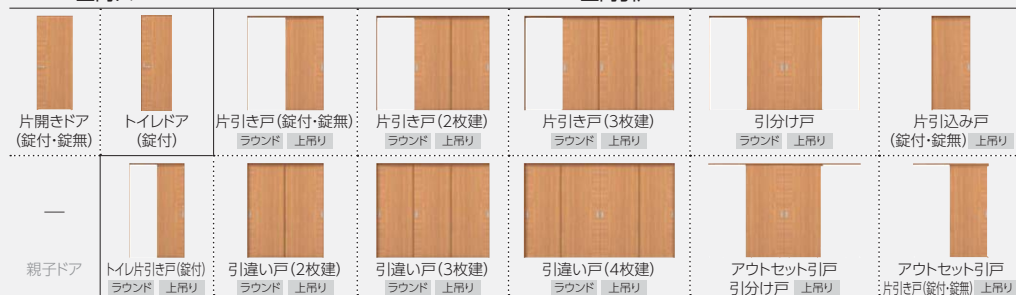 片開きドア
(錠付・錠無)
トイレドア
(錠付)
片引き戸(錠付・錠無)
ラウンド 上吊り
片引き戸(2枚建)
ラウンド 上吊り
片引き戸(3枚建)
ラウンド 上吊り
引分け戸
ラウンド 上吊り
片引込み戸
(錠付・錠無) 上吊り
—
親子ドア
トイレ片引き戸(錠付)
ラウンド 上吊り
引違い戸(2枚建)
ラウンド 上吊り
引違い戸(3枚建)
ラウンド 上吊り
引違い戸(4枚建)
ラウンド 上吊り
アウトセット引戸
引分け戸 上吊り
アウトセット引戸
片引き戸(錠付・錠無) 上吊り